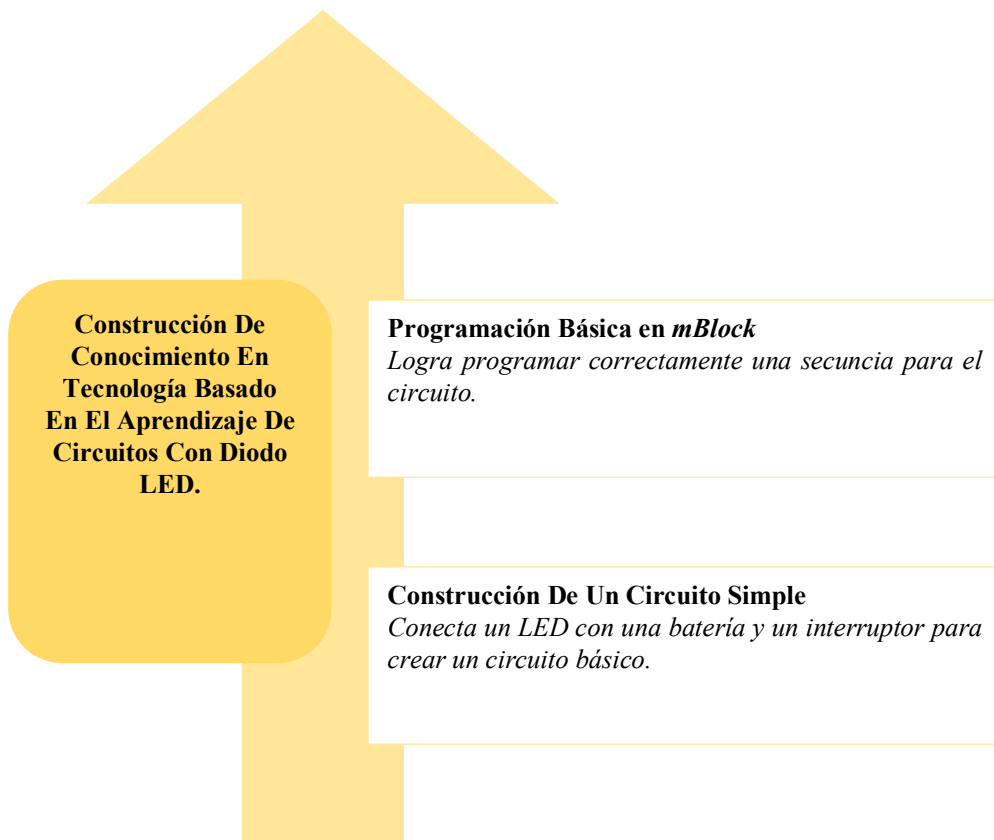 Construcción De
Conocimiento En
Tecnología Basado
En El Aprendizaje De
Circuitos Con Diodo
LED.
Programación Básica en mBlock
Logra programar correctamente una secuncia para el
circuito.
Construcción De Un Circuito Simple
Conecta un LED con una batería y un interruptor para
crear un circuito básico.